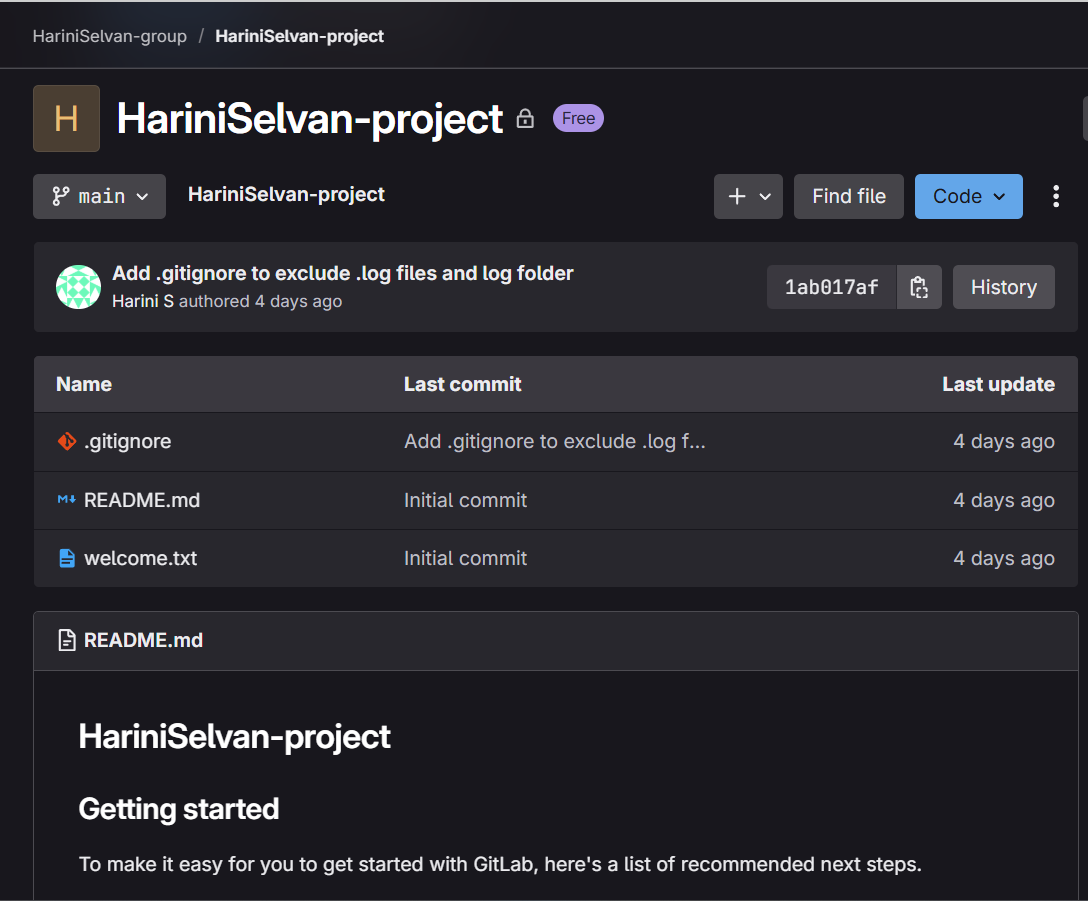 HariniSelvan-group / HariniSelvan-project
H HariniSelvan-project Free
main HariniSelvan-project + Find file Code
Add .gitignore to exclude .log files and log folder
Harini S authored 4 days ago
1ab017af History
Name Last commit Last update
.gitignore Add .gitignore to exclude .log f... 4 days ago
README.md Initial commit 4 days ago
welcome.txt Initial commit 4 days ago
README.md
HariniSelvan-project
Getting started
To make it easy for you to get started with GitLab, here's a list of recommended next steps.